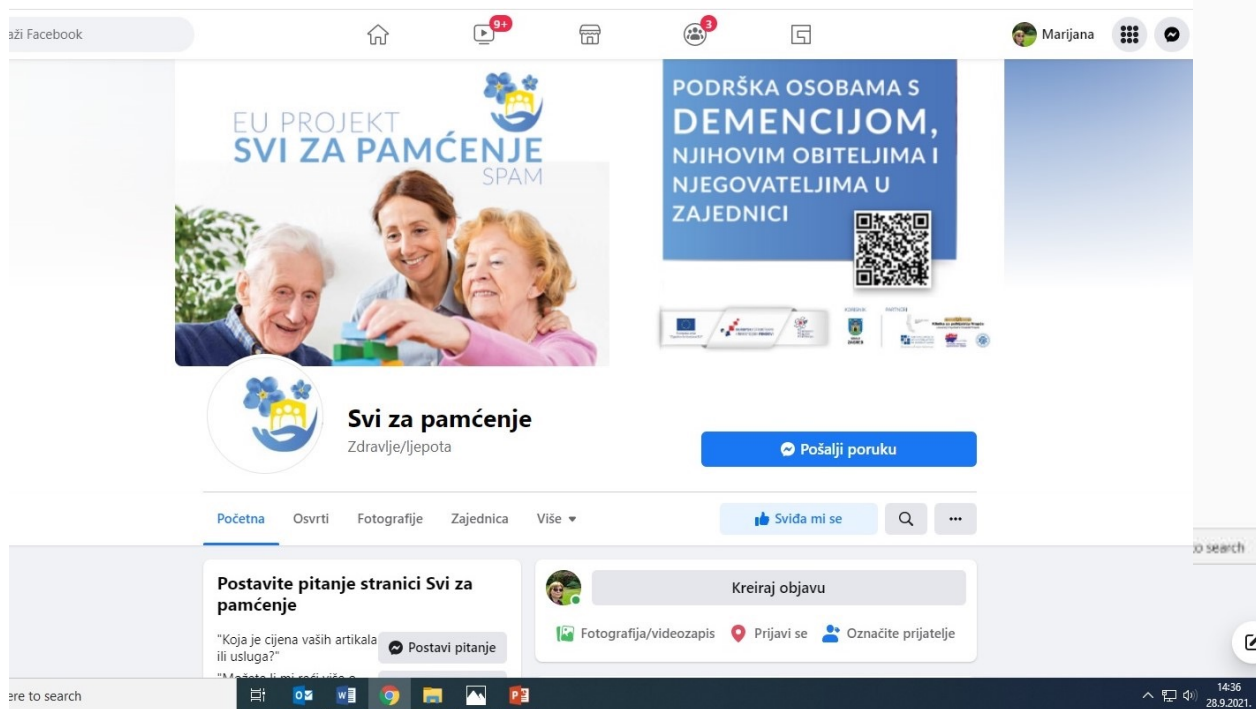 aži Facebook
9+
3
Marijana
EU PROJEKT
SVI ZA PAMĆENJE
SPAM
PODRŠKA OSOBAMA S
DEMENCIJOM,
NJIHOVIM OBITELJIMA I
NJEGOVATELJIMA U
ZAJEDNICI
KORISNIK
PARTNERI
Svi za pamćenje
Zdravlje/ljepota
Pošalji poruku
Početna
Osvrti
Fotografije
Zajednica
Više
Sviđa mi se
to search
Postavite pitanje stranici Svi za
pamćenje
"Koja je cijena vaših artikala
ili usluga?"
Postavi pitanje
Kreiraj objavu
Fotografija/videozapis
Prijavi se
Označite prijatelje
ere to search
14:36
28.9.2021.